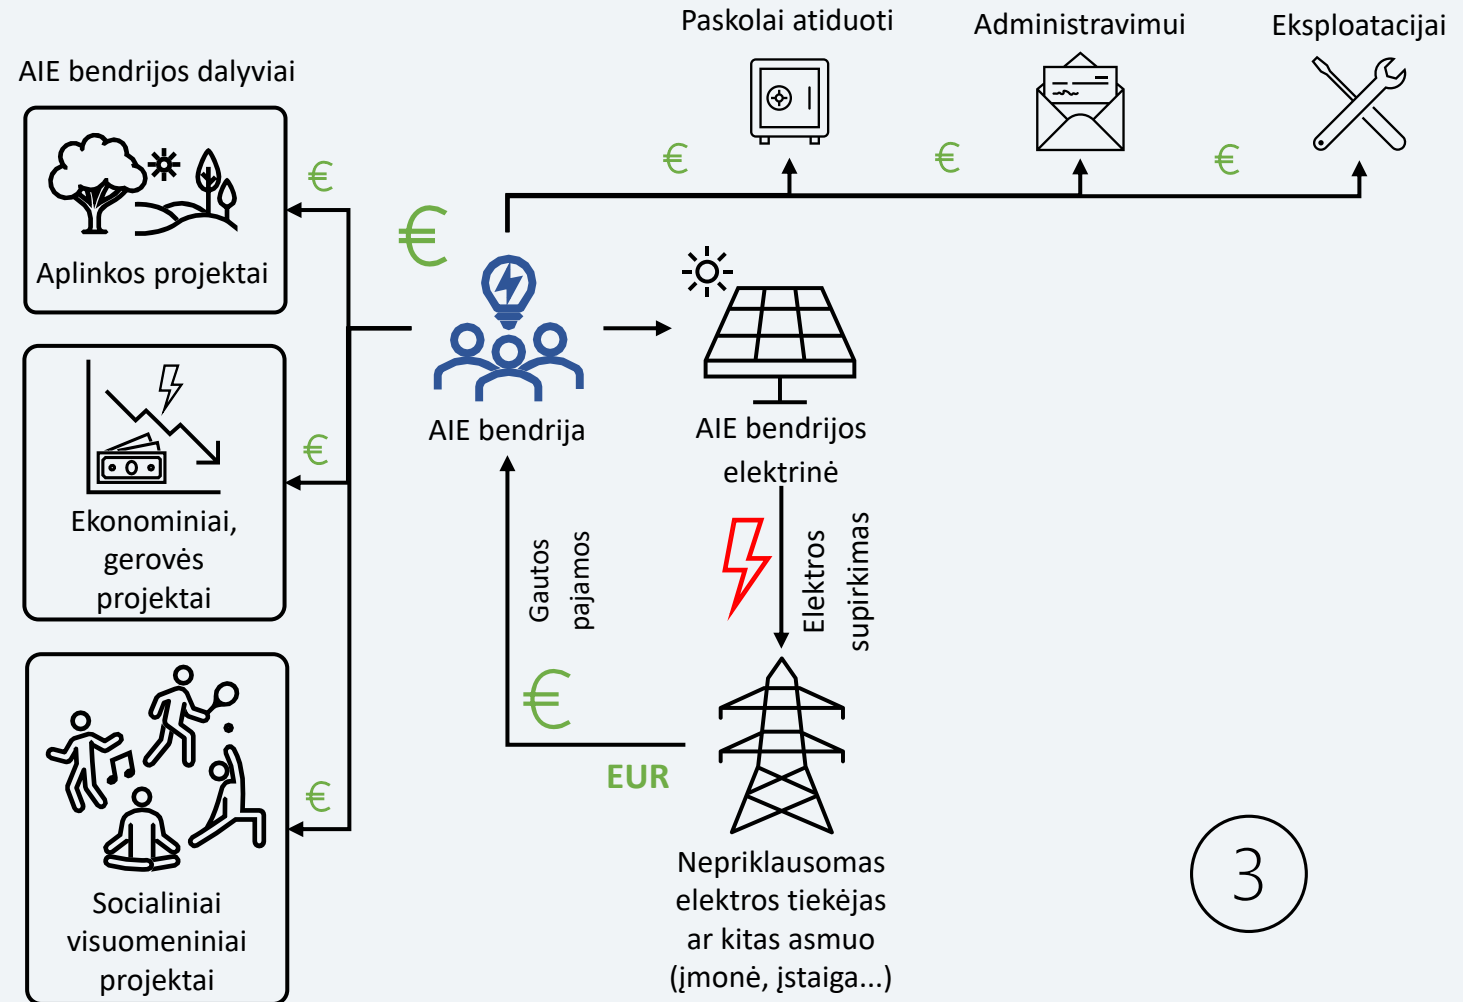 Paskolai atiduoti
Administravimui
Eksploatacijai
AIE bendrijos dalyviai
€
€
€
€
€
Aplinkos projektai
AIE bendrija
AIE bendrijos
elektrinė
€
Ekonominiai,
gerovės
projektai
Gautos
pajamos
Elektros
supirkimas
€
EUR
€
Socialiniai
visuomeniniai
projektai
Nepriklausomas
elektros tiekėjas
ar kitas asmuo
(įmonė, įstaiga...)
3